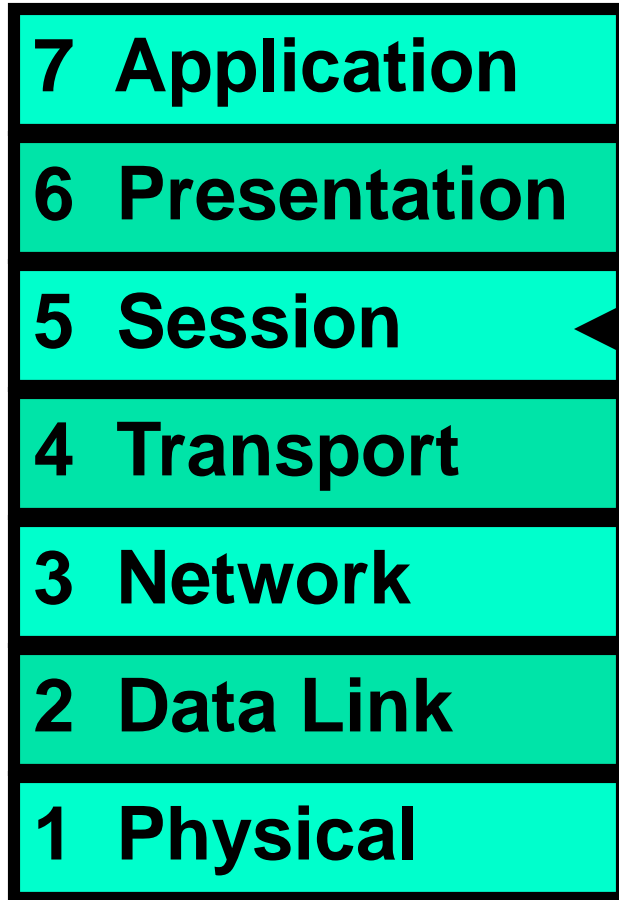 7 Application
6 Presentation
5 Session
4 Transport
3 Network
2 Data Link
1 Physical